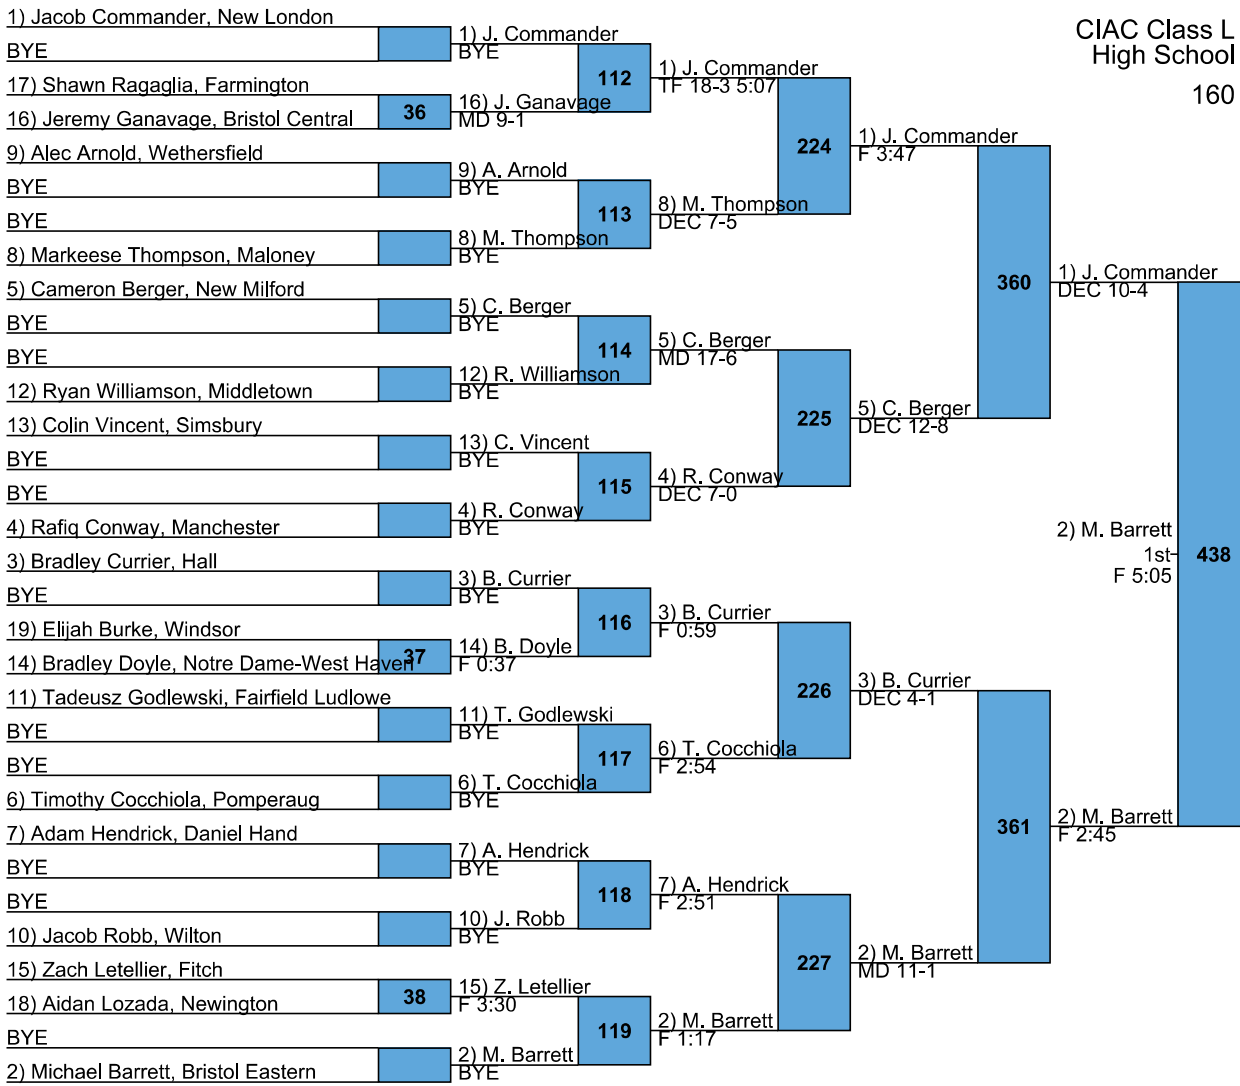 CIAC Class L
High School
160
1) Jacob Commander, New London
BYE
17) Shawn Ragaglia, Farmington
16) Jeremy Ganavage, Bristol Central
9) Alec Arnold, Wethersfield
BYE
BYE
8) Markeese Thompson, Maloney
5) Cameron Berger, New Milford
BYE
BYE
12) Ryan Williamson, Middletown
13) Colin Vincent, Simsbury
BYE
BYE
4) Rafiq Conway, Manchester
3) Bradley Currier, Hall
BYE
19) Elijah Burke, Windsor
14) Bradley Doyle, Notre Dame-West Haven
11) Tadeusz Godlewski, Fairfield Ludlowe
BYE
BYE
6) Timothy Cocchiola, Pomperaug
7) Adam Hendrick, Daniel Hand
BYE
BYE
10) Jacob Robb, Wilton
15) Zach Letellier, Fitch
18) Aidan Lozada, Newington
BYE
2) Michael Barrett, Bristol Eastern
36
37
38
1) J. Commander
BYE
16) J. Ganavage
MD 9-1
9) A. Arnold
BYE
8) M. Thompson
BYE
5) C. Berger
BYE
12) R. Williamson
BYE
13) C. Vincent
BYE
4) R. Conway
BYE
3) B. Currier
BYE
14) B. Doyle
F 0:37
11) T. Godlewski
BYE
6) T. Cocchiola
BYE
7) A. Hendrick
BYE
10) J. Robb
BYE
15) Z. Letellier
F 3:30
2) M. Barrett
BYE
112
113
114
115
116
117
118
119
1) J. Commander
TF 18-3 5:07
8) M. Thompson
DEC 7-5
5) C. Berger
MD 17-6
4) R. Conway
DEC 7-0
3) B. Currier
F 0:59
6) T. Cocchiola
F 2:54
7) A. Hendrick
F 2:51
2) M. Barrett
F 1:17
224
225
226
227
1) J. Commander
F 3:47
5) C. Berger
DEC 12-8
3) B. Currier
DEC 4-1
2) M. Barrett
MD 11-1
360
361
1) J. Commander
DEC 10-4
2) M. Barrett
F 2:45
2) M. Barrett
1st
F 5:05
438